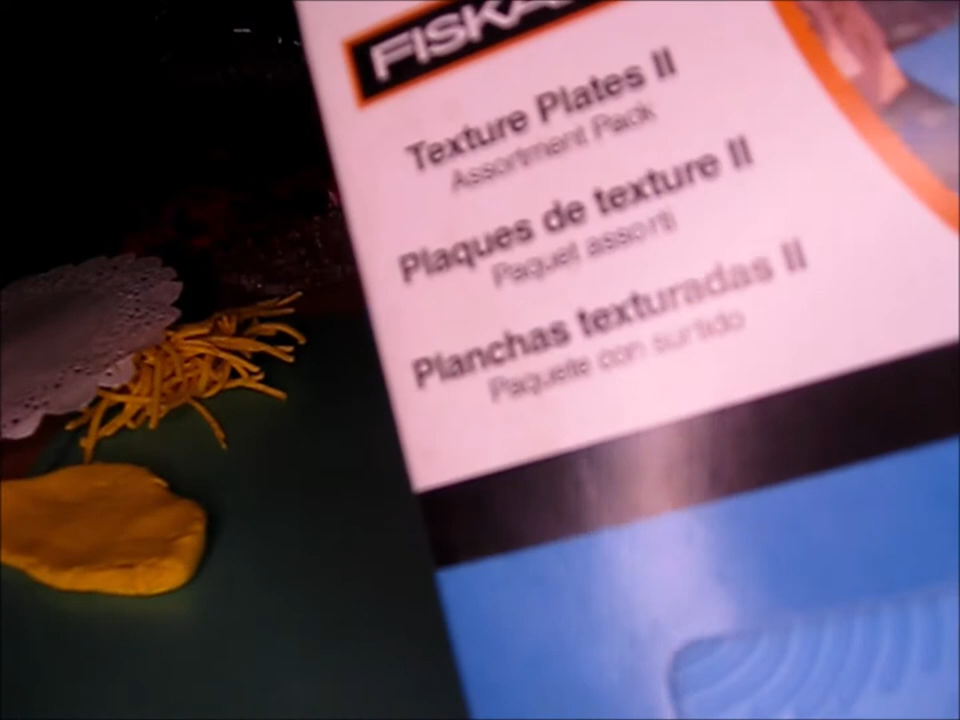 FISKA
Texture Plates II
Assortment Pack
Plaques de texture II
Paquet assorti
Planchas texturadas II
Paquete con surtido